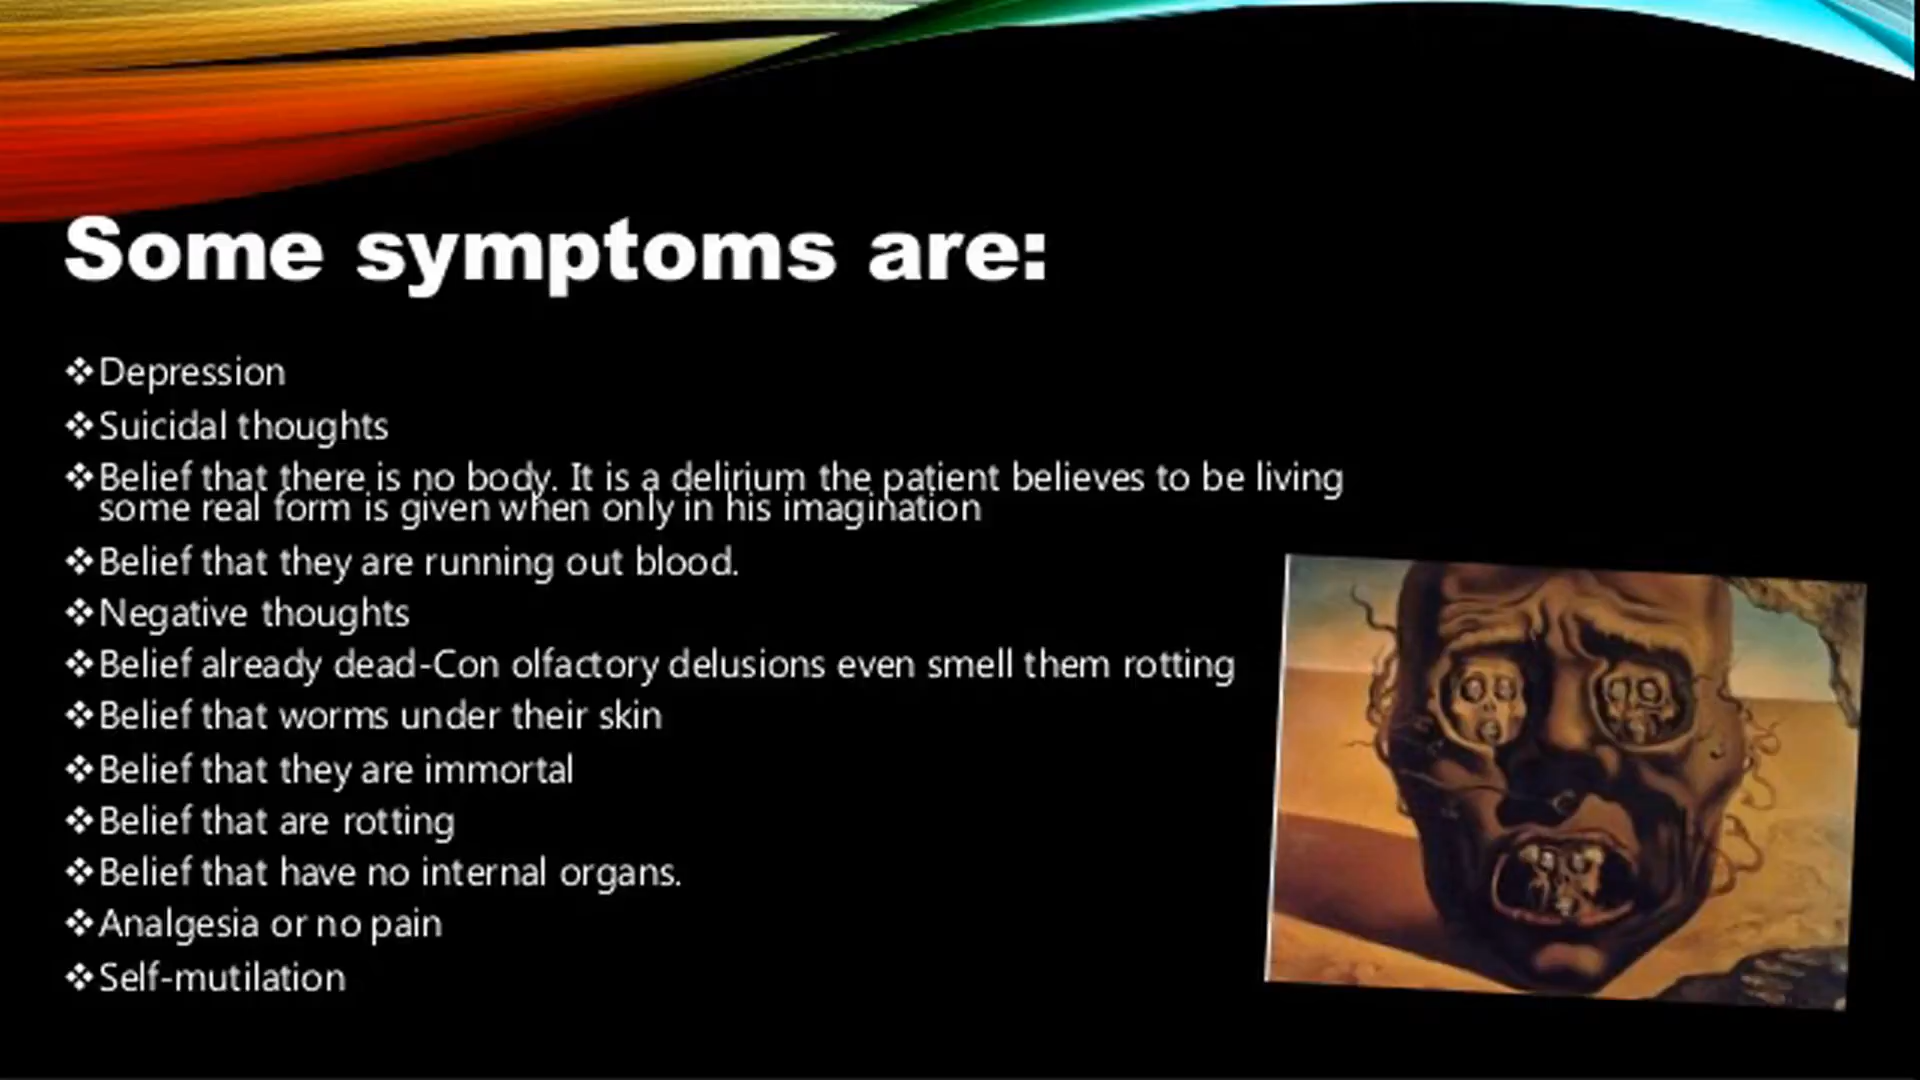 Some symptoms are:
❖Depression
❖Suicidal thoughts
❖Belief that there is no body. It is a delirium the patient believes to be living
some real form is given when only in his imagination
❖Belief that they are running out blood.
❖Negative thoughts
❖Belief already dead-Con olfactory delusions even smell them rotting
❖Belief that worms under their skin
❖Belief that they are immortal
❖Belief that are rotting
❖Belief that have no internal organs.
❖Analgesia or no pain
❖Self-mutilation